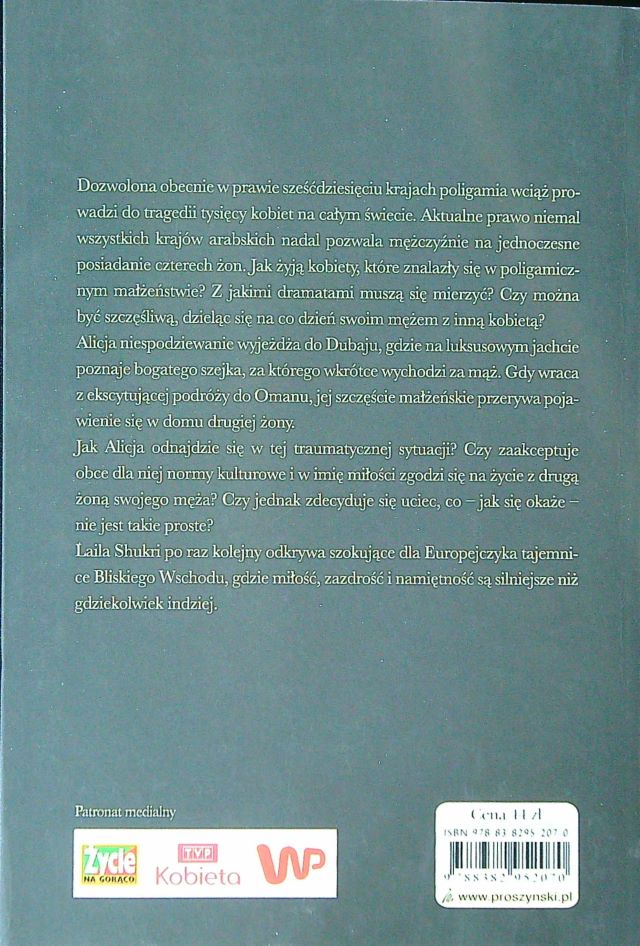 Dozwolona obecnie w prawie sześćdziesięciu krajach poligamia wciąż pro-
wadzi do tragedii tysięcy kobiet na całym świecie. Aktualne prawo niemal
wszystkich krajów arabskich nadal pozwala mężczyźnie na jednoczesne
posiadanie czterech żon. Jak żyją kobiety, które znalazły się w poligamicz-
nym małżeństwie? Z jakimi dramatami muszą się mierzyć? Czy można
być szczęśliwą, dzieląc się na co dzień swoim mężem z inną kobietą?
Alicja niespodziewanie wyjeżdża do Dubaju, gdzie na luksusowym jachcie
poznaje bogatego szejka, za którego wkrótce wychodzi za mąż. Gdy wraca
z ekscytującej podróży do Omanu, jej szczęście małżeńskie przerywa poja-
wienie się w domu drugiej żony.
Jak Alicja odnajdzie się w tej traumatycznej sytuacji? Czy zaakceptuje
obce dla niej normy kulturowe i w imię miłości zgodzi się na życie z drugą
żoną swojego męża? Czy jednak zdecyduje się uciec, co – jak się okaże –
nie jest takie proste?
Laila Shukri po raz kolejny odkrywa szokujące dla Europejczyka tajemni-
ce Bliskiego Wschodu, gdzie miłość, zazdrość i namiętność są silniejsze niż
gdziekolwiek indziej.
Patronat medialny
Życie
NA GORĄCO
TVP
Kobieta
WP
Cena 44 zł
ISBN 978 83 8295 207 0
9 788382 952070
www.proszynski.pl